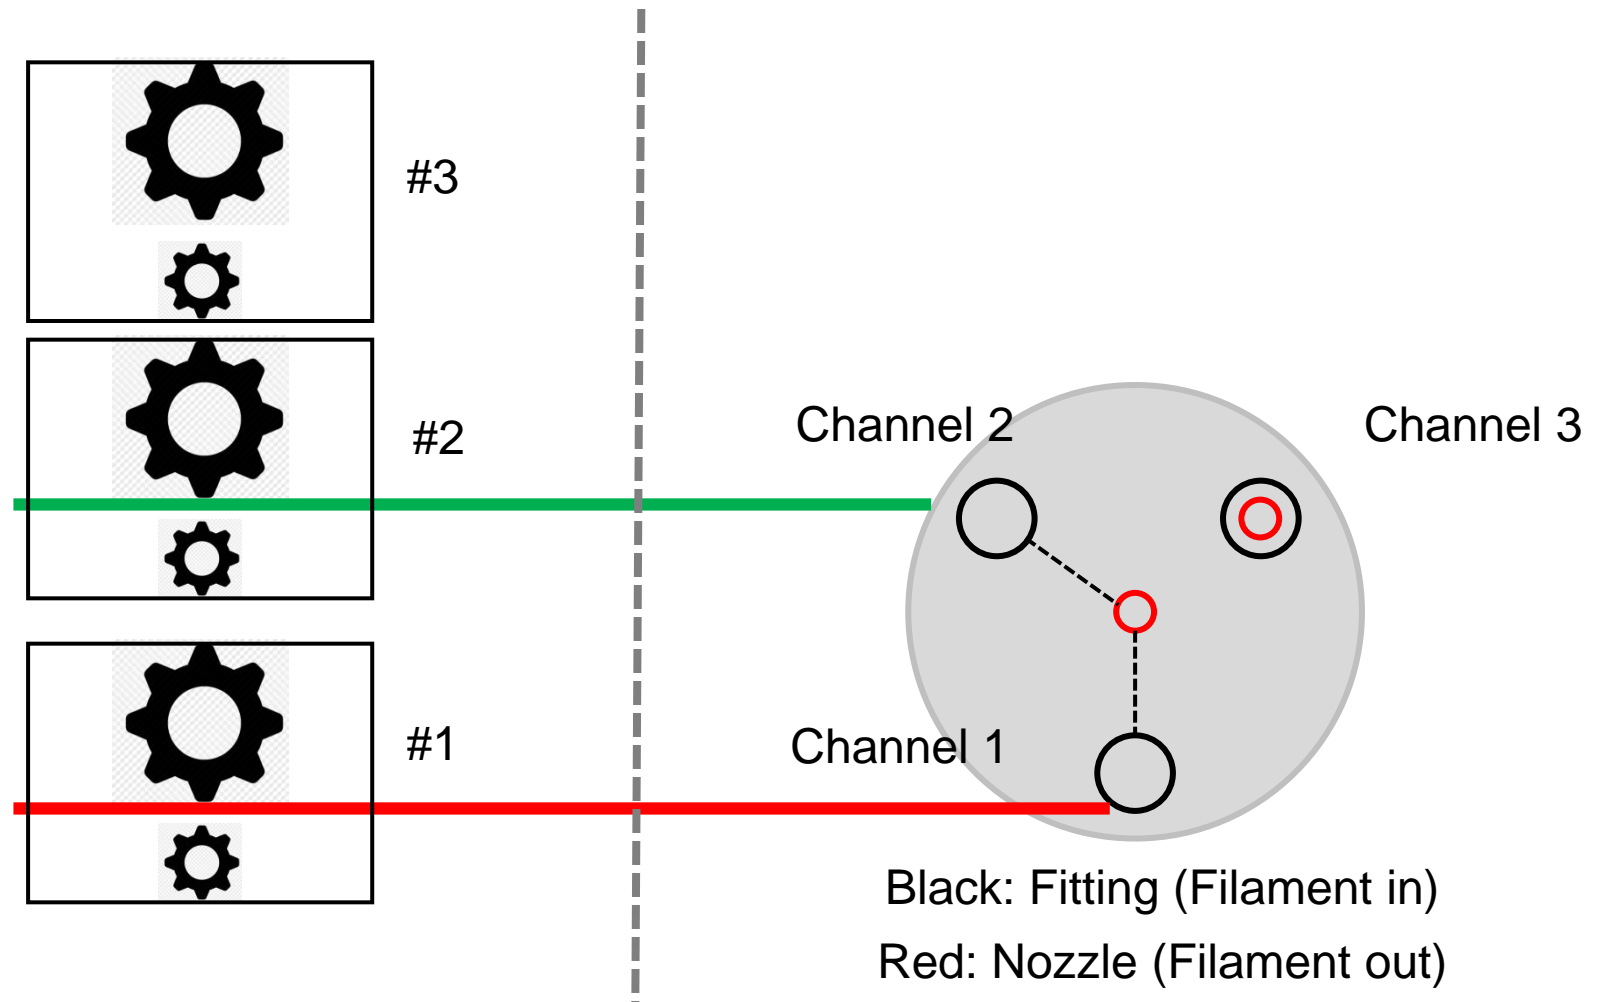 #3
#2
Channel 2
Channel 3
#1
Channel 1
Black: Fitting (Filament in)
Red: Nozzle (Filament out)